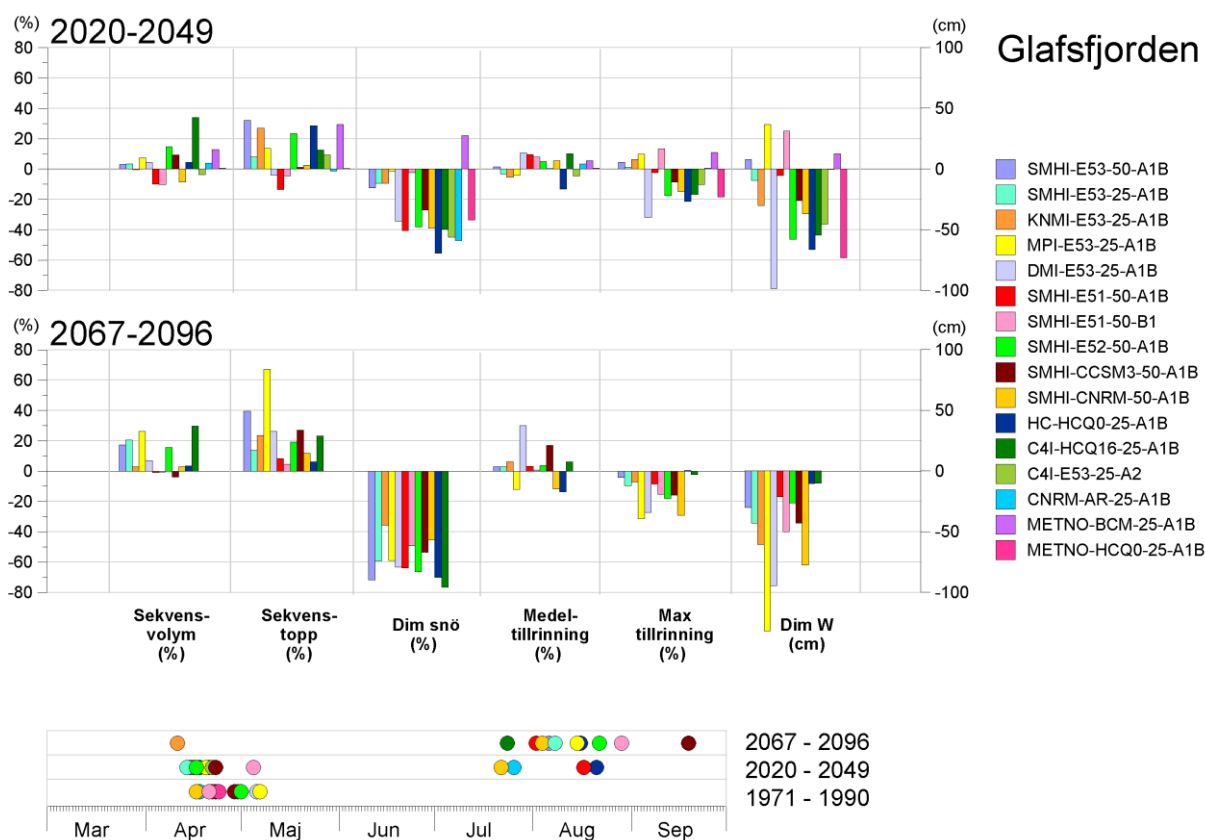 (%)
2020-2049
(cm)
Glafsfjorden
80
60
40
20
0
-20
-40
-60
-80
100
50
0
-50
-100
SMHI-E53-50-A1B
SMHI-E53-25-A1B
KNMI-E53-25-A1B
MPI-E53-25-A1B
DMI-E53-25-A1B
SMHI-E51-50-A1B
SMHI-E51-50-B1
SMHI-E52-50-A1B
SMHI-CCSM3-50-A1B
SMHI-CNRM-50-A1B
HC-HCQ0-25-A1B
C4I-HCQ16-25-A1B
C4I-E53-25-A2
CNRM-AR-25-A1B
METNO-BCM-25-A1B
METNO-HCQ0-25-A1B
(%)
2067-2096
(cm)
80
60
40
20
0
-20
-40
-60
-80
100
50
0
-50
-100
Sekvens-
volym
(%)
Sekvens-
topp
(%)
Dim snö
(%)
Medel-
tillrinning
(%)
Max
tillrinning
(%)
Dim W
(cm)
2067 - 2096
2020 - 2049
1971 - 1990
Mar Apr Maj Jun Jul Aug Sep